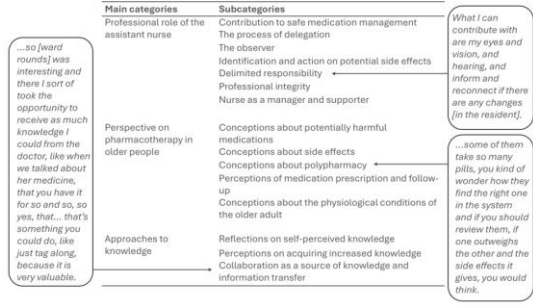 Main categories Subcategories
Professional role of the Contribution to safe medication management
assistant nurse The process of delegation
The observer
Identification and action on potential side effects
Delimited responsibility
Professional integrity
Nurse as a manager and supporter
Perspective on Conceptions about potentially harmful
pharmacotherapy in medications
older people Conceptions about side effects
Conceptions about polypharmacy
Perceptions of medication prescription and follow-
up
Conceptions about the physiological conditions of
the older adult
Approaches to Reflections on self-perceived knowledge
knowledge Perceptions on acquiring increased knowledge
Collaboration as a source of knowledge and
information transfer
...so [ward
rounds] was
interesting and
there I sort of
took the
opportunity to
receive as much
knowledge I
could from the
doctor, like when
we talked about
her medicine,
that you have it
for so and so, so
yes, that... that's
something you
could do, like
just tag along,
because it is
very valuable.
What I can
contribute with
are my eyes and
vision, and
hearing, and
inform and
reconnect if there
are any changes
[in the resident].
...some of them
take so many
pills, you kind of
wonder how they
find the right one
in the system
and if you should
review them, if
one outweighs
the other and the
side effects it
gives, you would
think.